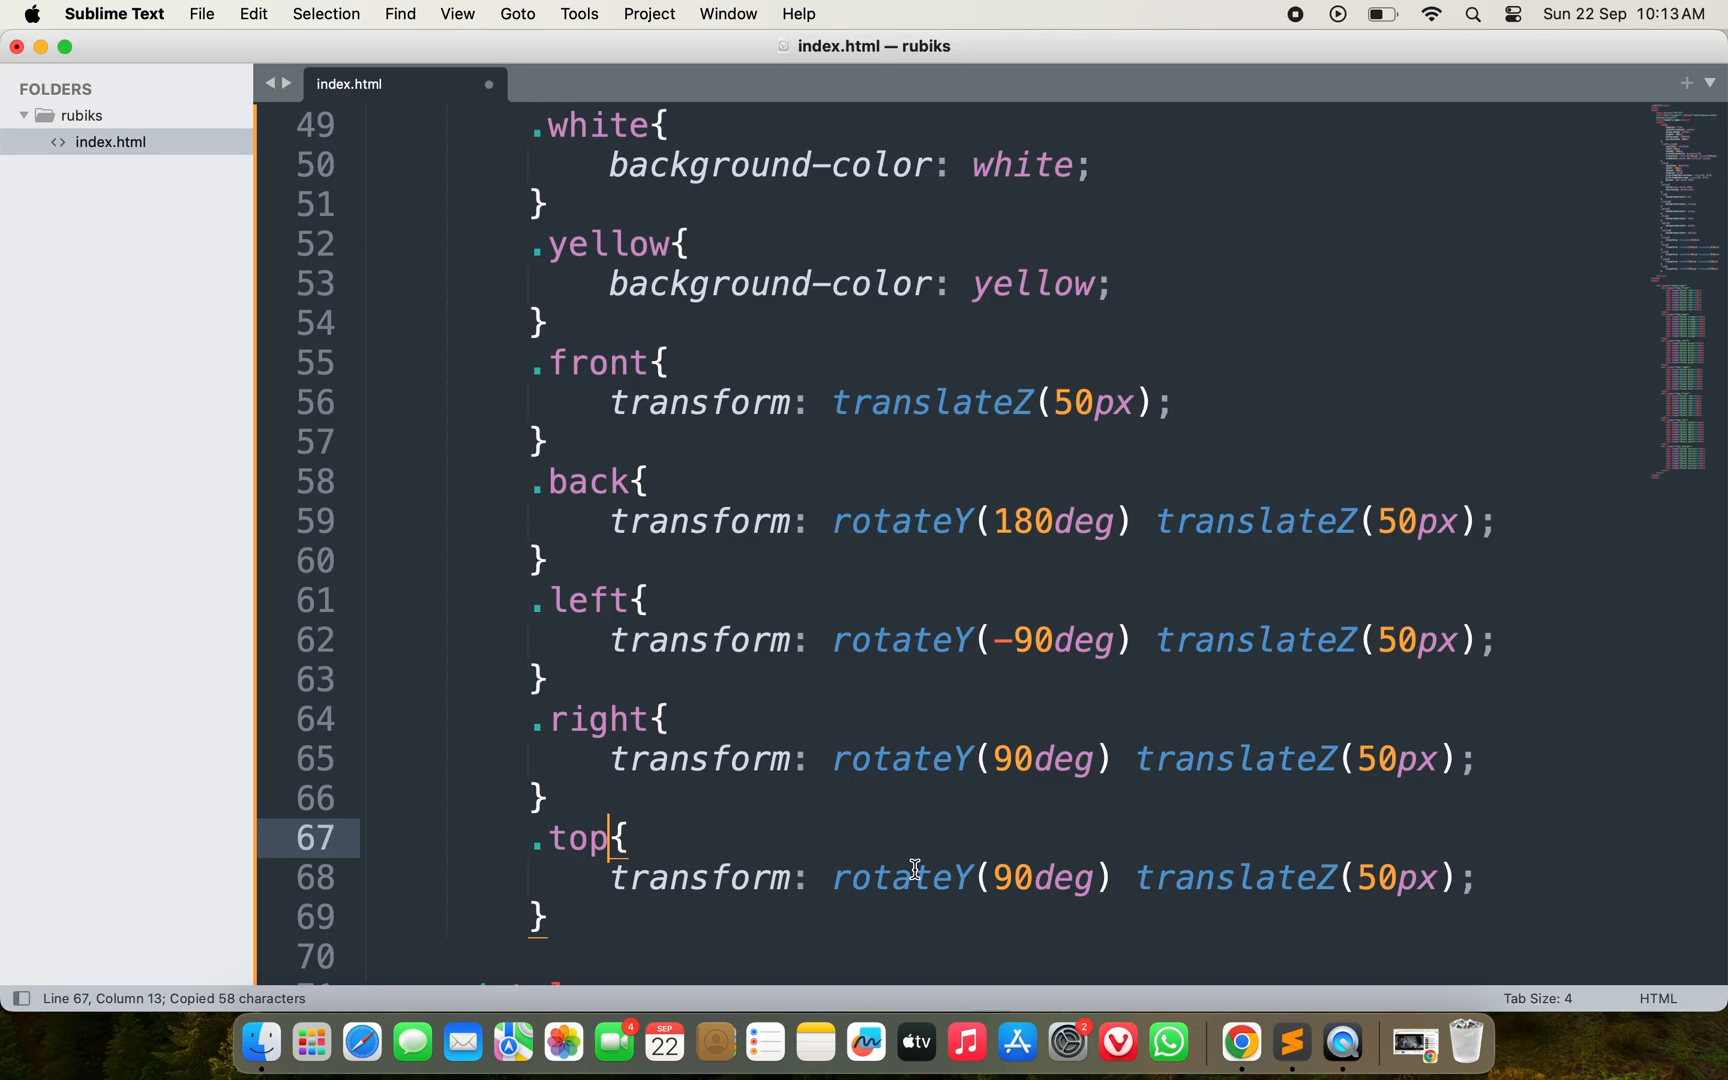 Sublime Text File Edit Selection Find View Goto Tools Project Window Help Sun 22 Sep 10:13 AM
index.html — rubiks
FOLDERS
rubiks
<> index.html
index.html
49 .white{
50 background-color: white;
51 }
52 .yellow{
53 background-color: yellow;
54 }
55 .front{
56 transform: translateZ(50px);
57 }
58 .back{
59 transform: rotateY(180deg) translateZ(50px);
60 }
61 .left{
62 transform: rotateY(-90deg) translateZ(50px);
63 }
64 .right{
65 transform: rotateY(90deg) translateZ(50px);
66 }
67 .top{
68 transform: rotateY(90deg) translateZ(50px);
69 }
70
Line 67, Column 13; Copied 58 characters Tab Size: 4 HTML
4 SEP 22 tv 2